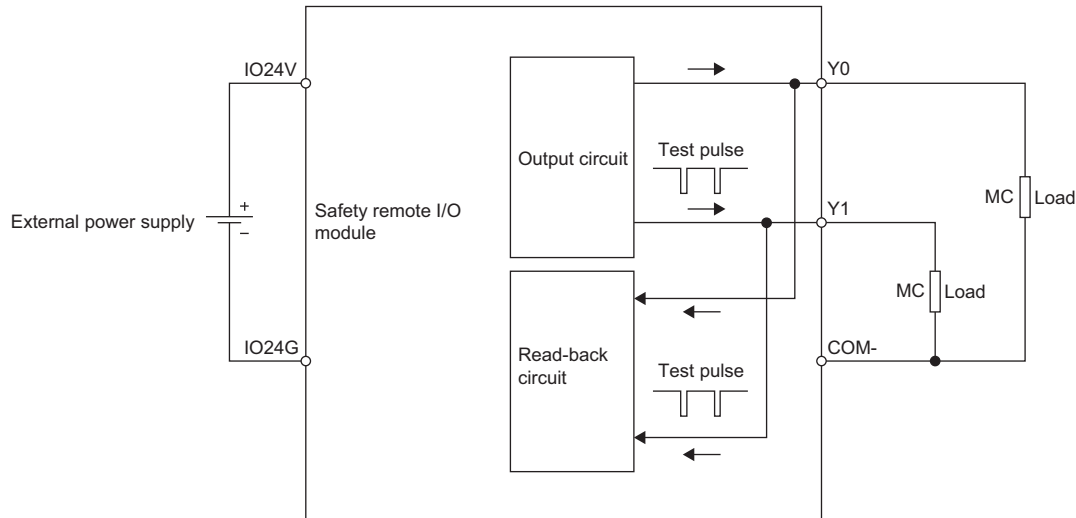 IO24V
Y0
Output circuit
Test pulse
External power supply
+
−
Safety remote I/O
module
Y1
MC
Load
MC
Load
IO24G
COM-
Read-back
circuit
Test pulse